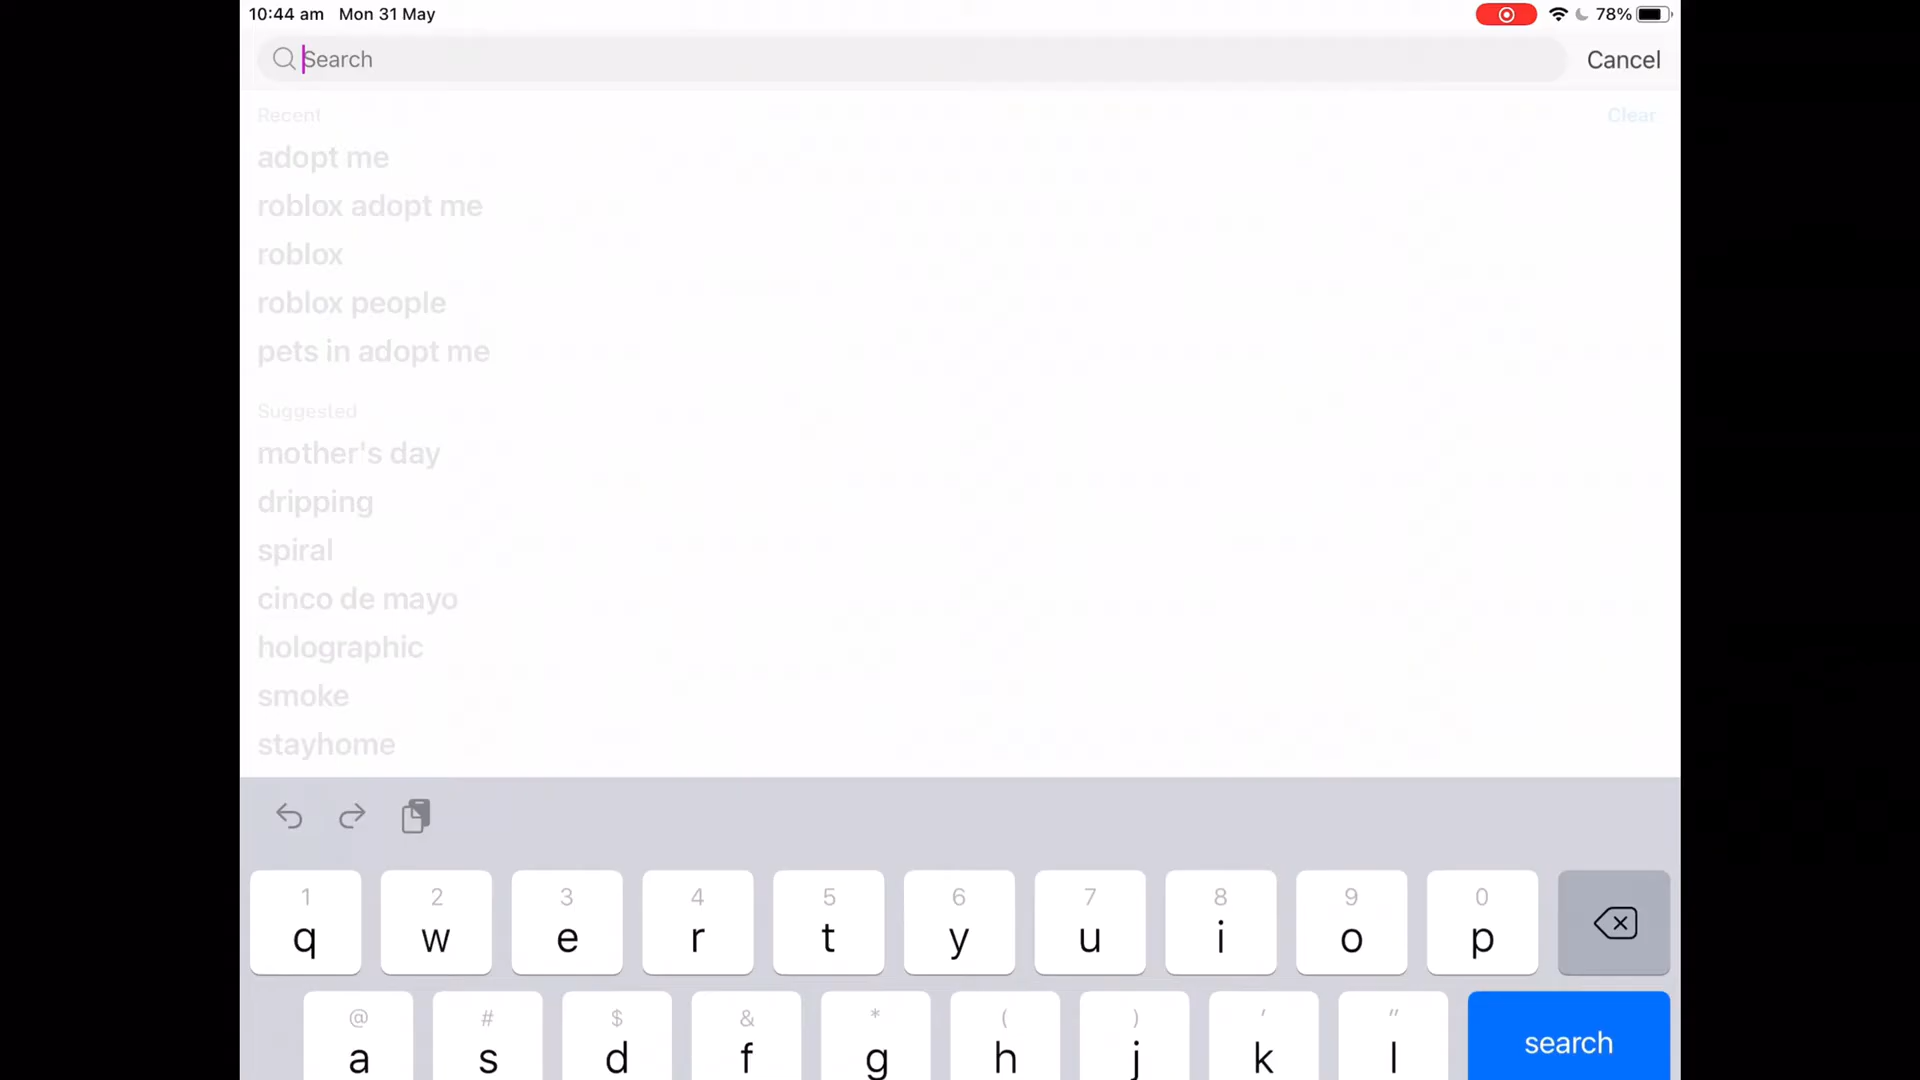 10:44 am Mon 31 May 78%
Search Cancel
Recent Clear
adopt me
roblox adopt me
roblox
roblox people
pets in adopt me
Suggested
mother's day
dripping
spiral
cinco de mayo
holographic
smoke
stayhome
1 2 3 4 5 6 7 8 9 0
q w e r t y u i o p
@ # $ & * ( ) ' "
a s d f g h j k l search